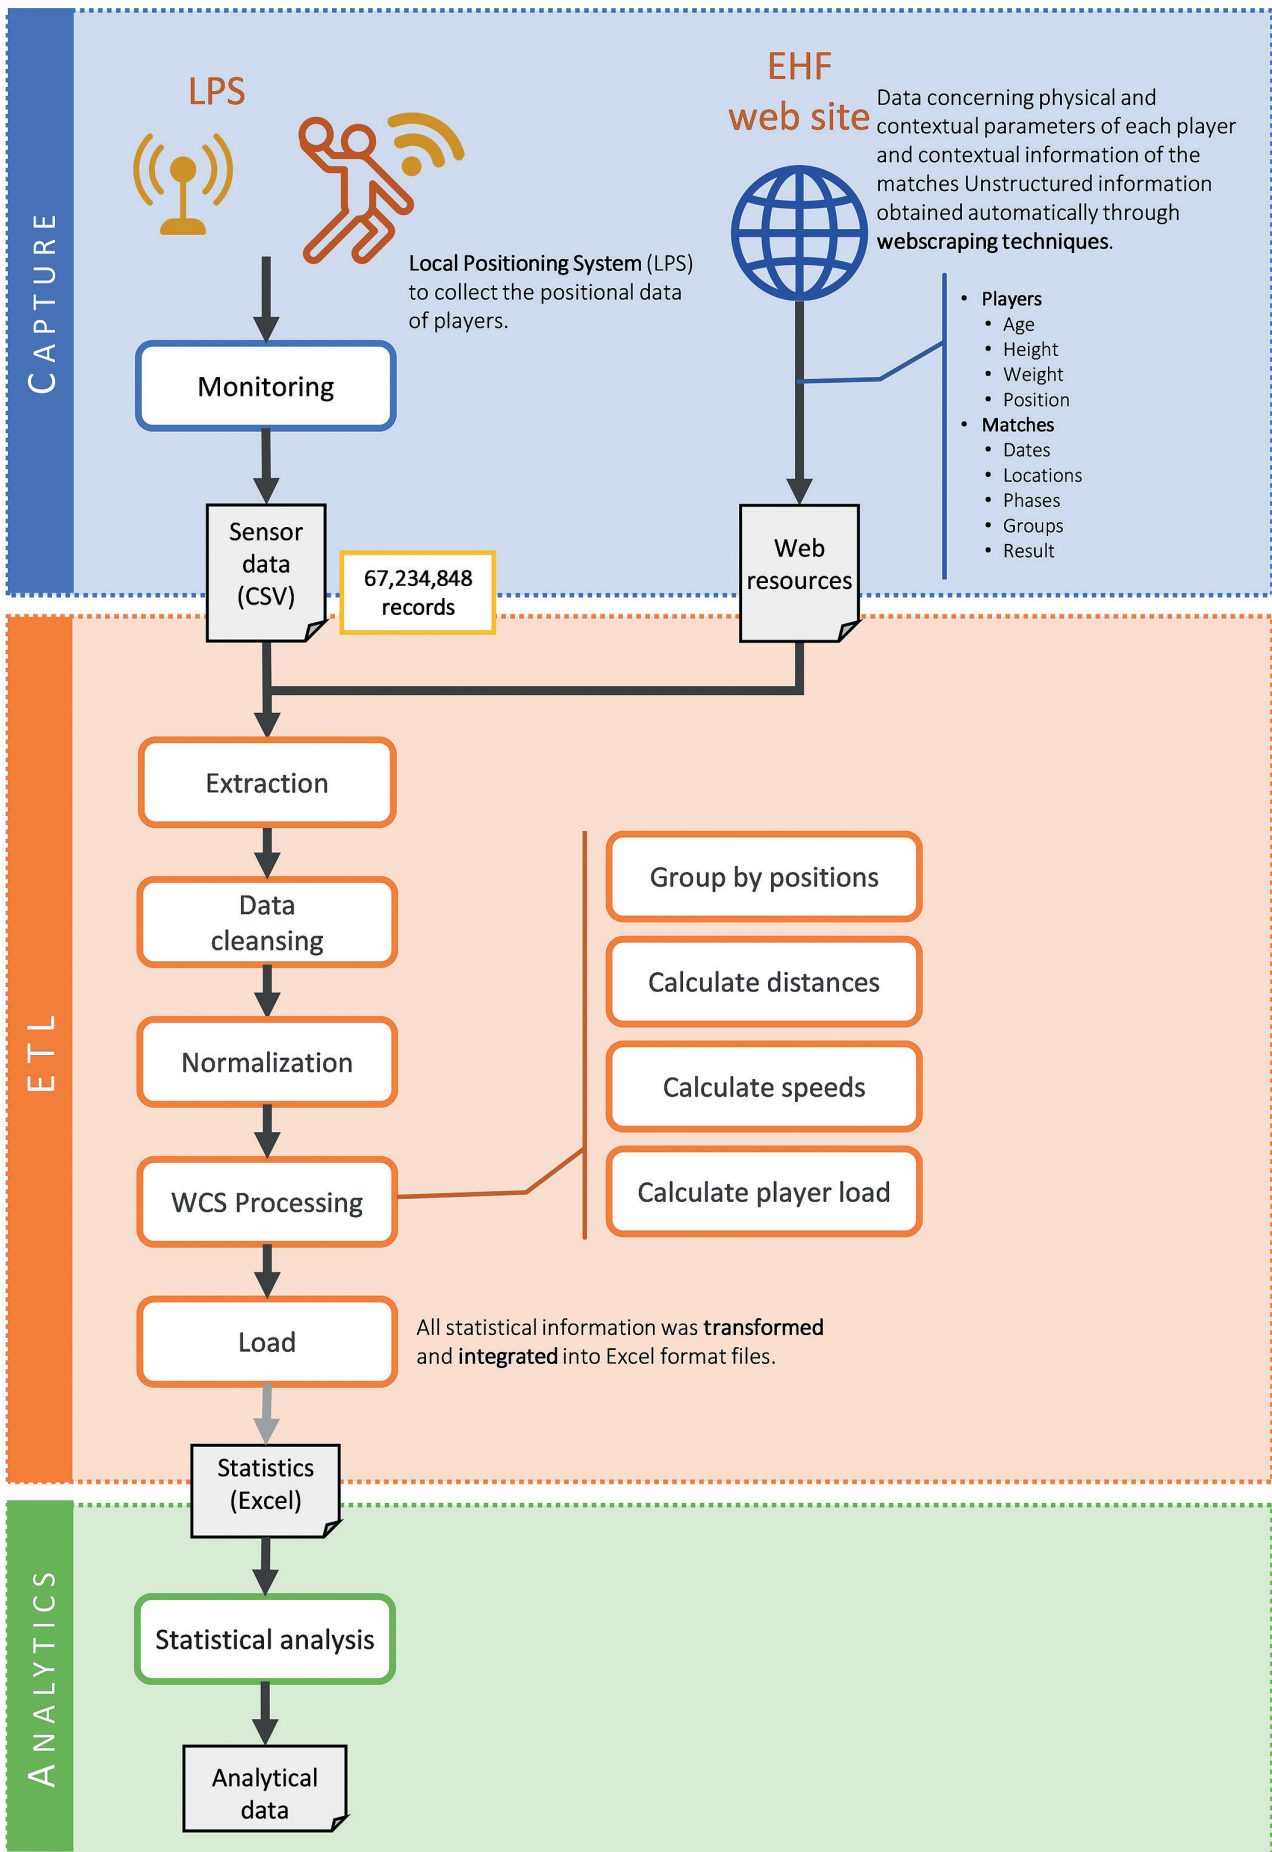 CAPTURE
LPS
Local Positioning System (LPS)
to collect the positional data
of players.
Monitoring
Sensor
data
(CSV)
67,234,848
records
EHF
web site
Data concerning physical and
contextual parameters of each player
and contextual information of the
matches Unstructured information
obtained automatically through
webscraping techniques.
• Players
• Age
• Height
• Weight
• Position
• Matches
• Dates
• Locations
• Phases
• Groups
• Result
Web
resources
ETL
Extraction
Data
cleansing
Normalization
WCS Processing
Group by positions
Calculate distances
Calculate speeds
Calculate player load
Load
All statistical information was transformed
and integrated into Excel format files.
Statistics
(Excel)
ANALYTICS
Statistical analysis
Analytical
data